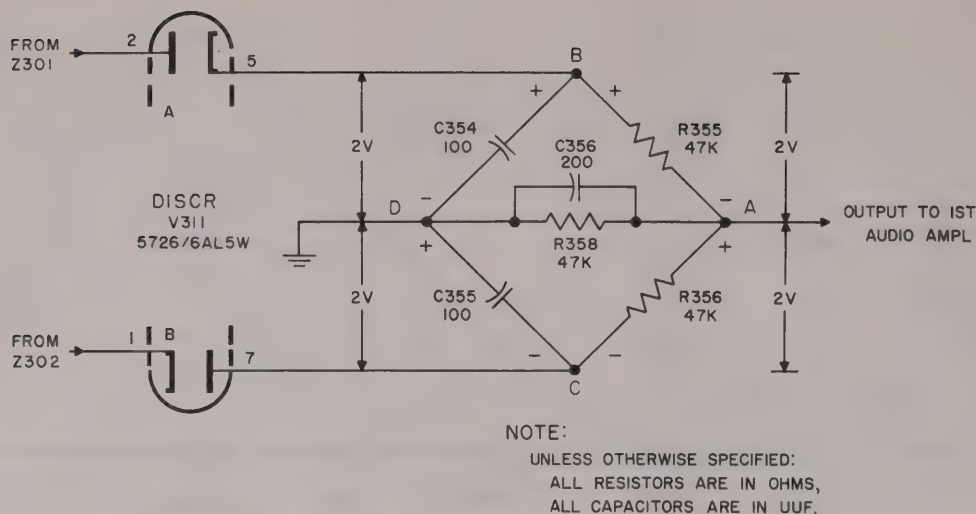 FROM
Z301
2
5
A
2V
DISCR
V311
5726/6AL5W
2V
FROM
Z302
1
B
7
B
+
+
C354
100
C356
200
R355
47K
-
-
D
A
+
+
R358
47K
C355
100
R356
47K
-
-
C
2V
OUTPUT TO IST
AUDIO AMPL
2V
NOTE:
UNLESS OTHERWISE SPECIFIED:
ALL RESISTORS ARE IN OHMS,
ALL CAPACITORS ARE IN UUF.